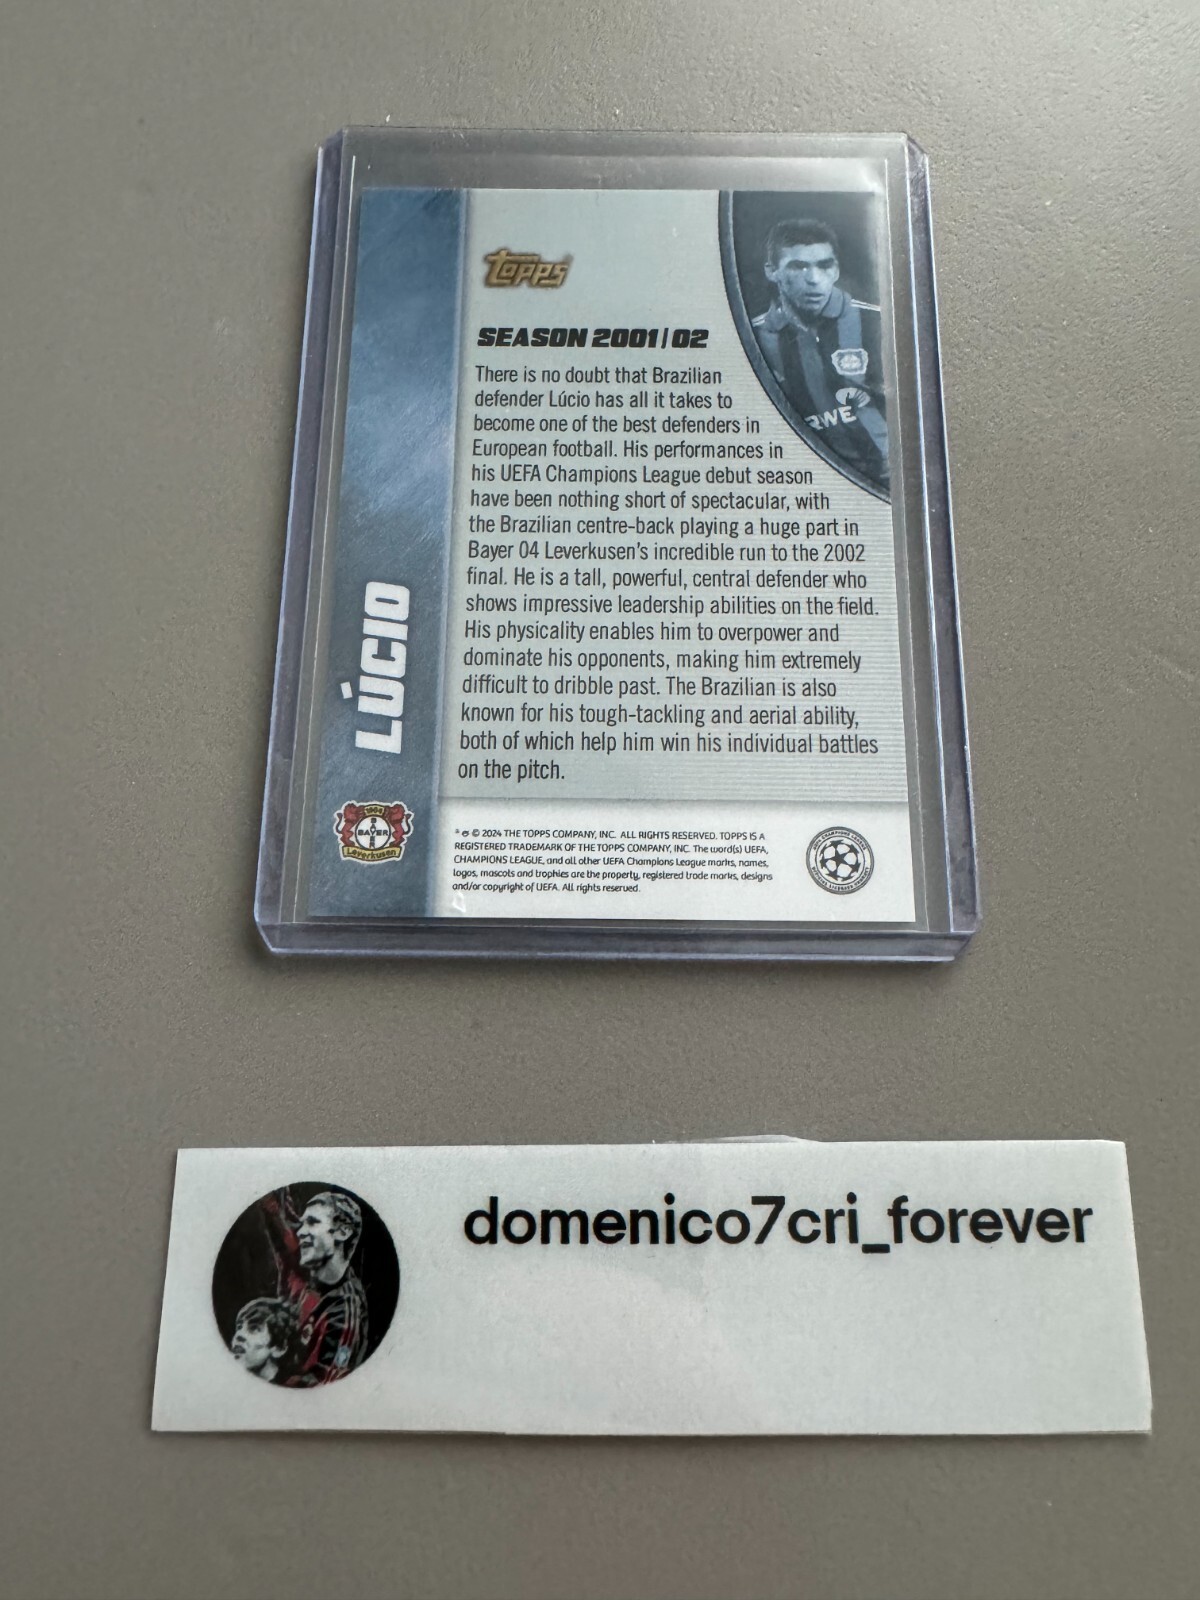 topps
SEASON 2001/02
There is no doubt that Brazilian
defender Lúcio has all it takes to
become one of the best defenders in
European football. His performances in
his UEFA Champions League debut season
have been nothing short of spectacular, with
the Brazilian centre-back playing a huge part in
Bayer 04 Leverkusen's incredible run to the 2002
final. He is a tall, powerful, central defender who
shows impressive leadership abilities on the field.
His physicality enables him to overpower and
dominate his opponents, making him extremely
difficult to dribble past. The Brazilian is also
known for his tough-tackling and aerial ability,
both of which help him win his individual battles
on the pitch.
RWE
LÚCIO
1904
BAYER
BAYER
Leverkusen
© 2024 THE TOPPS COMPANY, INC. ALL RIGHTS RESERVED. TOPPS IS A
REGISTERED TRADEMARK OF THE TOPPS COMPANY, INC. The word(s) UEFA,
CHAMPIONS LEAGUE, and all other UEFA Champions League marks, names,
logos, mascots and trophies are the property, registered trade marks, designs
and/or copyright of UEFA. All rights reserved.
domenico7cri_forever